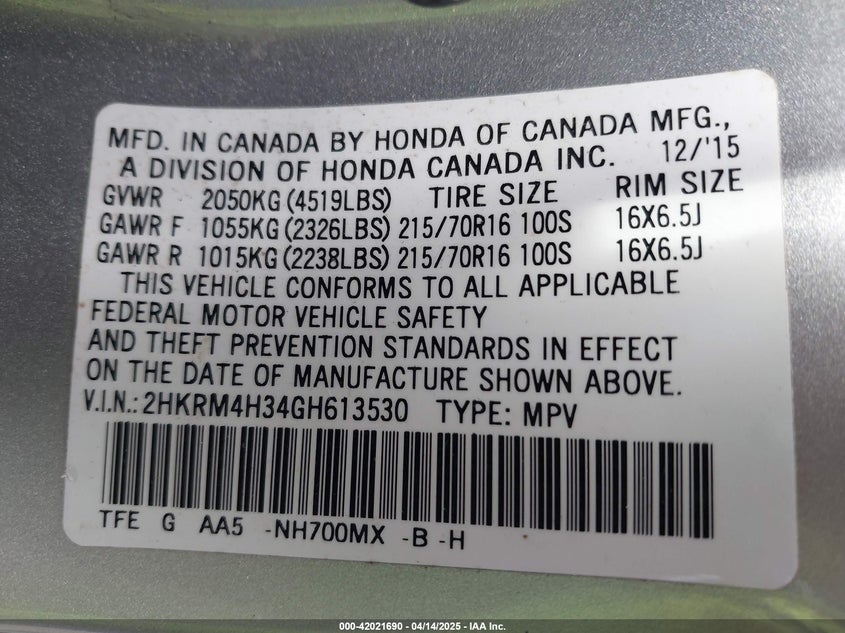 MFD. IN CANADA BY HONDA OF CANADA MFG.,
A DIVISION OF HONDA CANADA INC. 12/'15
GVWR 2050KG (4519LBS) TIRE SIZE RIM SIZE
GAWR F 1055KG (2326LBS) 215/70R16 100S 16X6.5J
GAWR R 1015KG (2238LBS) 215/70R16 100S 16X6.5J
THIS VEHICLE CONFORMS TO ALL APPLICABLE
FEDERAL MOTOR VEHICLE SAFETY
AND THEFT PREVENTION STANDARDS IN EFFECT
ON THE DATE OF MANUFACTURE SHOWN ABOVE.
V.I.N.: 2HKRM4H34GH613530 TYPE: MPV
TFE G AA5 -NH700MX -B -H
000-42021690 - 04/14/2025 - IAA Inc.